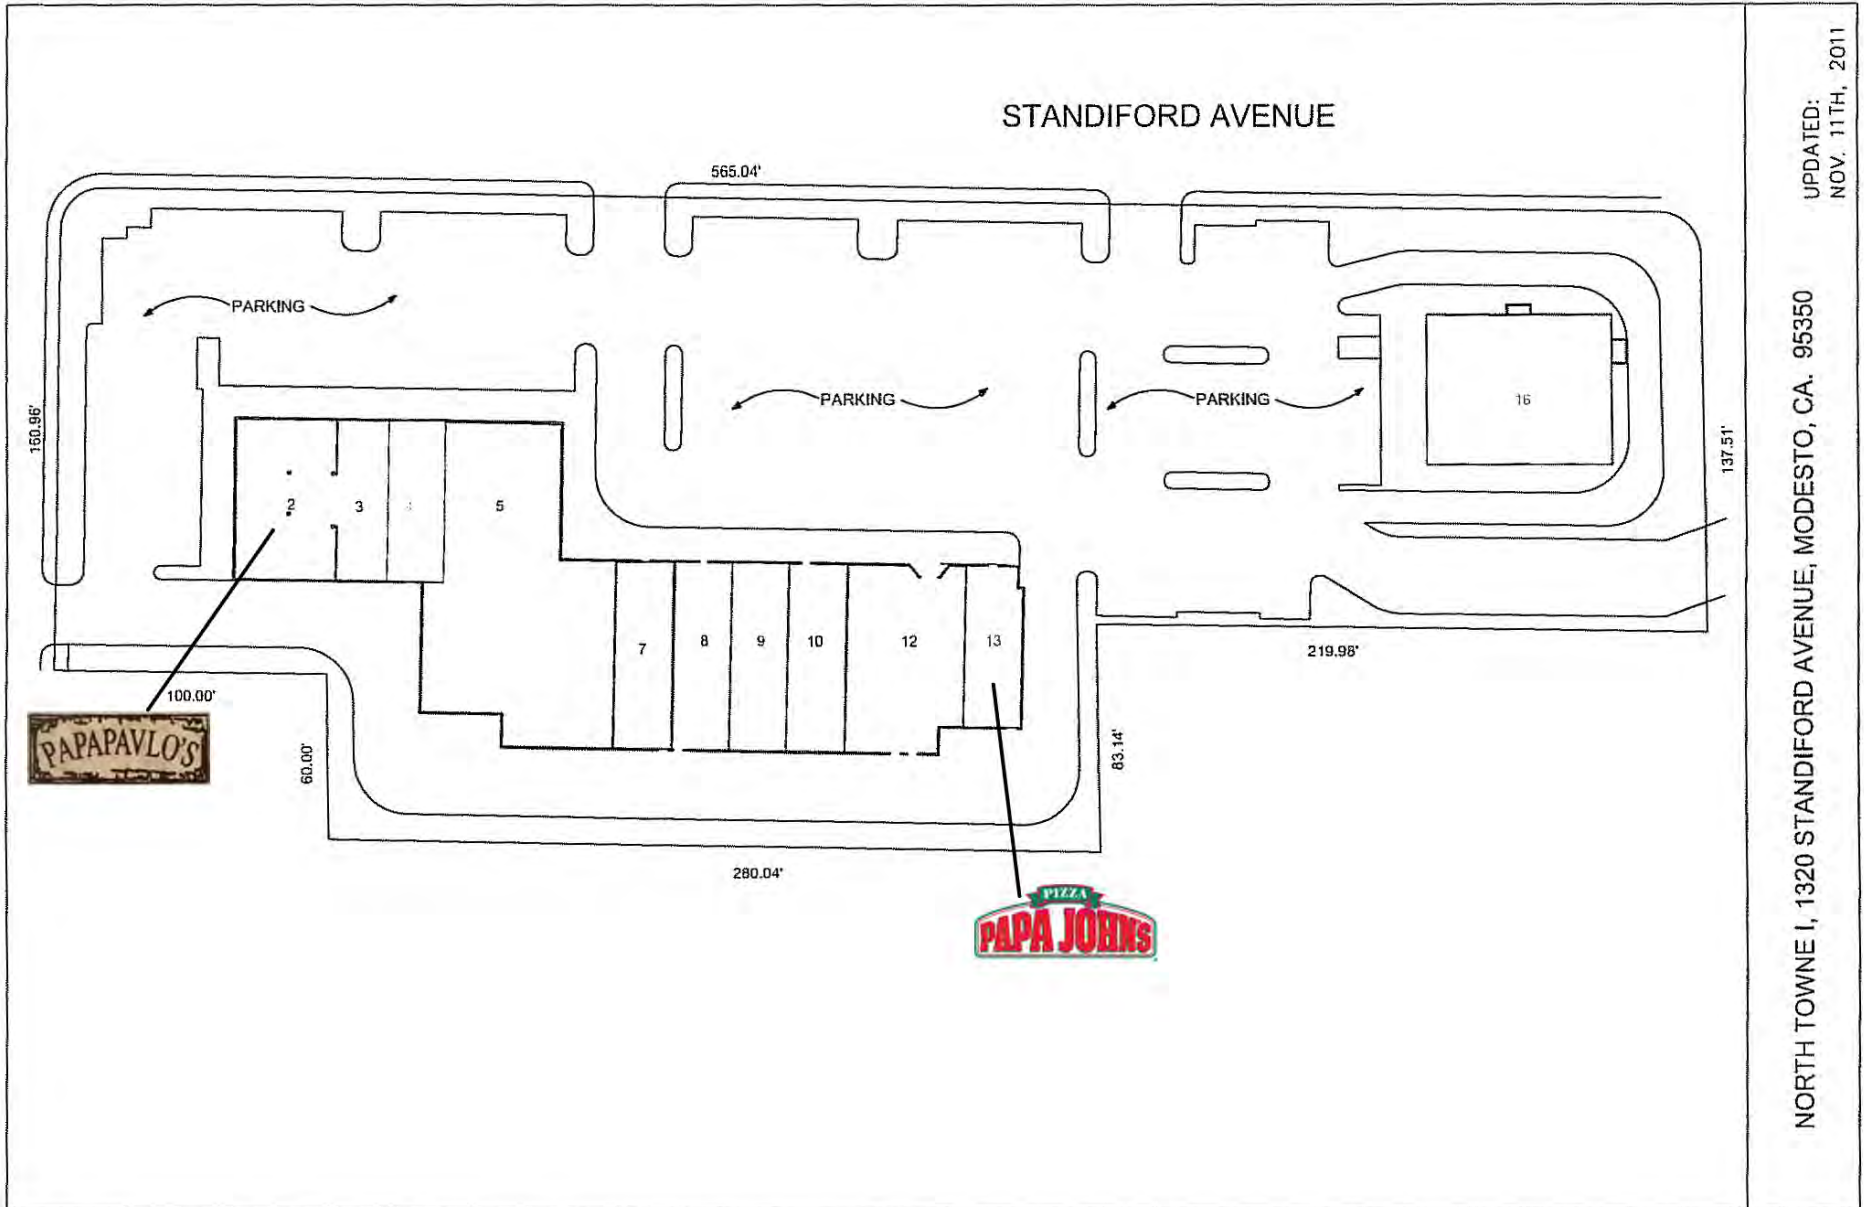 STANDIFORD AVENUE
565.04'
PARKING
PARKING
PARKING
16
160.96'
137.51'
2
3
5
7
8
9
10
12
13
219.98'
100.00'
PAPAPAVLO'S
60.00'
83.14'
280.04'
PIZZA
PAPA JOHN'S
UPDATED:
NOV. 11TH, 2011
NORTH TOWNE I, 1320 STANDIFORD AVENUE, MODESTO, CA. 95350